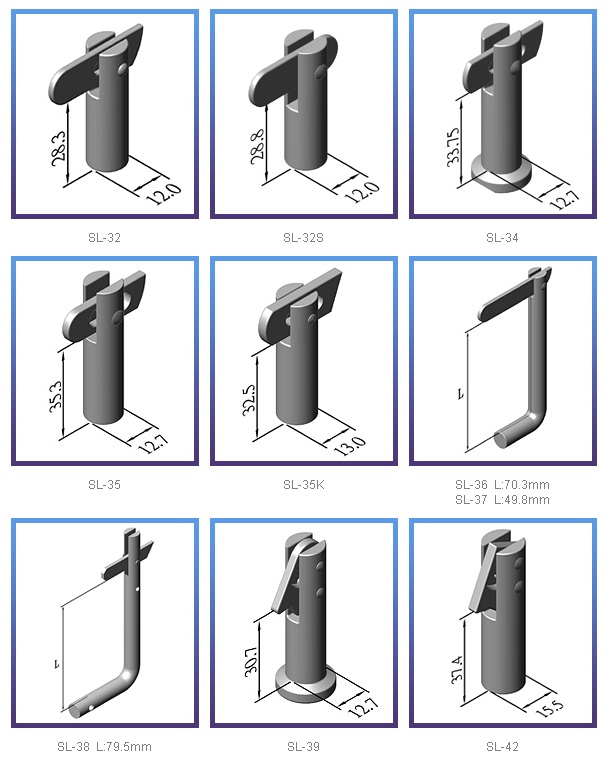 28.3
12.0
SL-32
28.8
12.0
SL-32S
33.75
12.7
SL-34
35.3
12.7
SL-35
32.5
13.0
SL-35K
L
SL-36 L:70.3mm
SL-37 L:49.8mm
L
SL-38 L:79.5mm
30.7
12.7
SL-39
37.4
15.5
SL-42